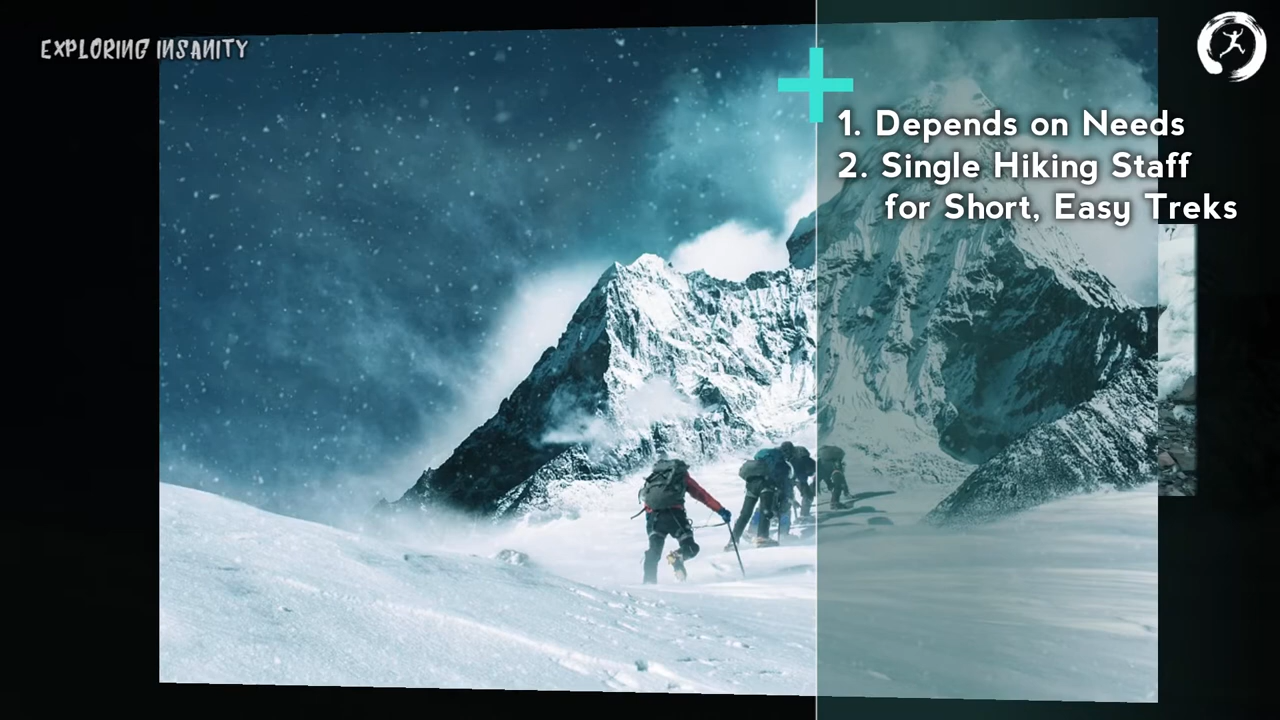 EXPLORING INSANITY
1. Depends on Needs
2. Single Hiking Staff
for Short, Easy Treks